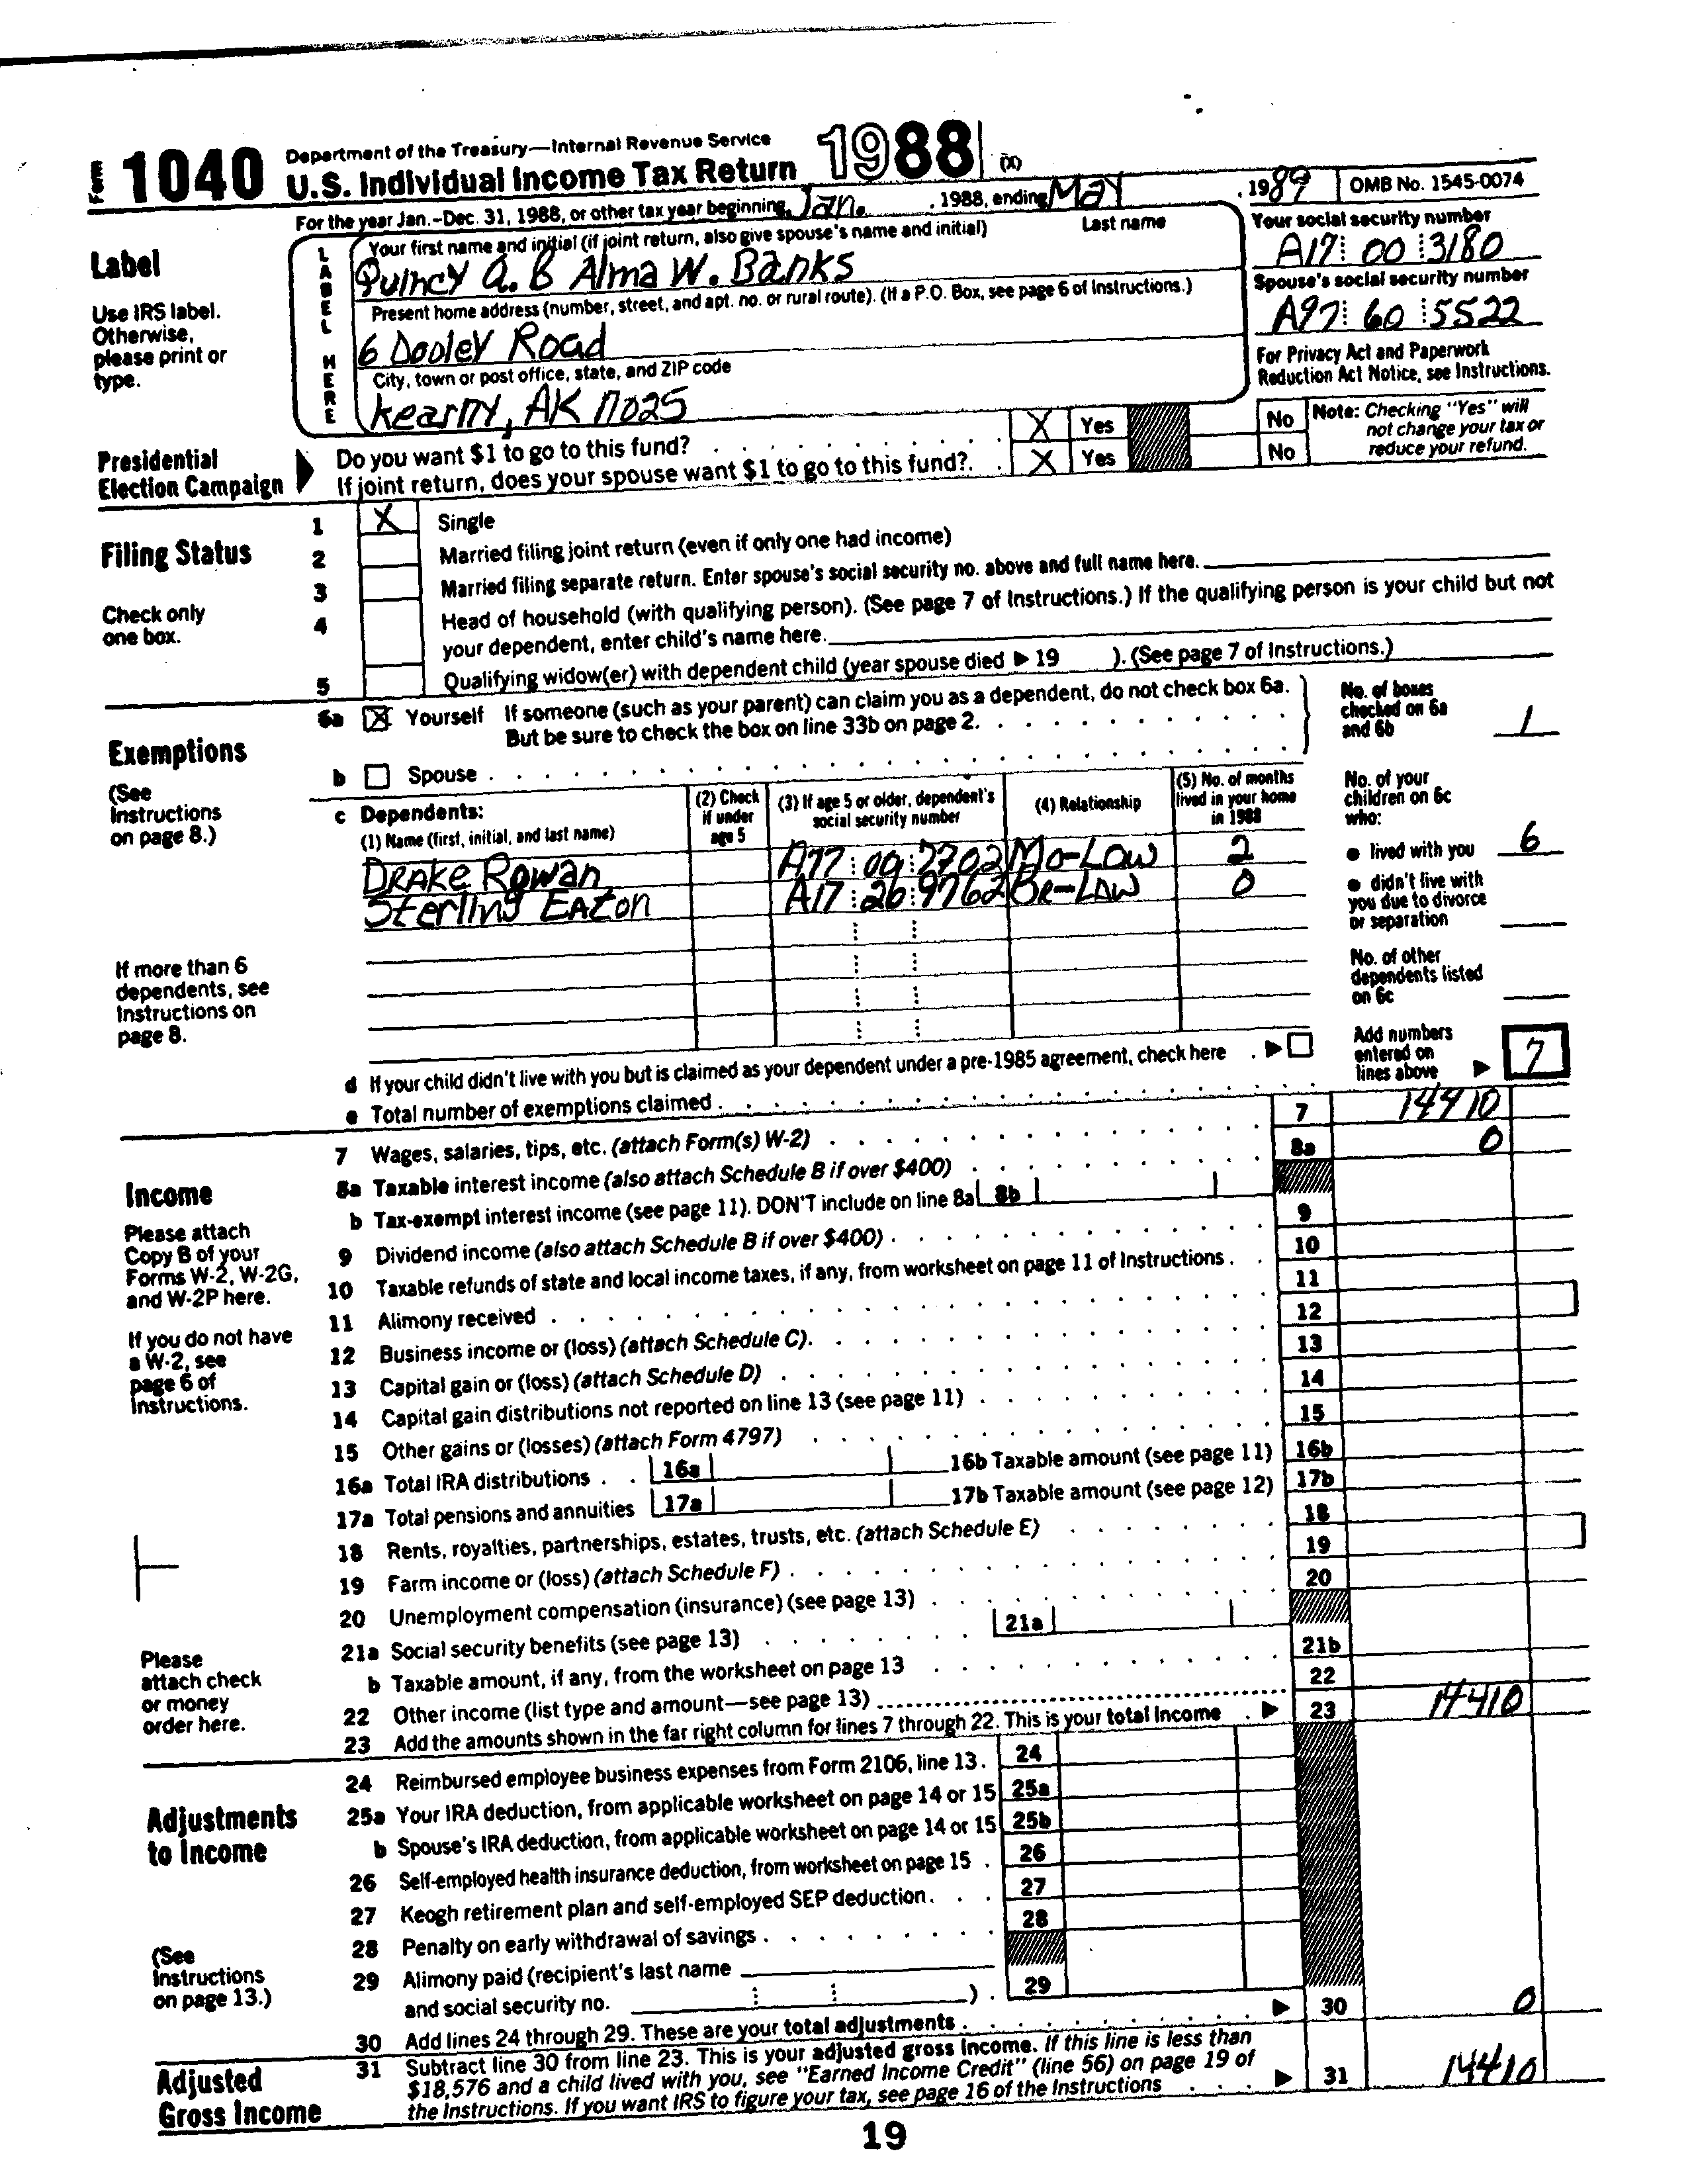 Form 1040 Department of the Treasury—Internal Revenue Service
U.S. Individual Income Tax Return 1988 (X)
For the year Jan.-Dec. 31, 1988, or other tax year beginning Jan. , 1988, ending May , 1989 OMB No. 1545-0074
Label
Use IRS label. Otherwise, please print or type.
LABEL HERE
Your first name and initial (if joint return, also give spouse's name and initial) Last name
Quincy Q. B Alma W. Banks
Your social security number
A17 00 3180
Present home address (number, street, and apt. no. or rural route). (If a P.O. Box, see page 6 of Instructions.)
6 Dooley Road
Spouse's social security number
A97 60 5522
City, town or post office, state, and ZIP code
Kearny, AK 17025
For Privacy Act and Paperwork Reduction Act Notice, see Instructions.
Presidential Election Campaign
Do you want $1 to go to this fund? X Yes No
If joint return, does your spouse want $1 to go to this fund?. X Yes No
Note: Checking "Yes" will not change your tax or reduce your refund.
Filing Status
Check only one box.
1 X Single
2 Married filing joint return (even if only one had income)
3 Married filing separate return. Enter spouse's social security no. above and full name here.
4 Head of household (with qualifying person). (See page 7 of Instructions.) If the qualifying person is your child but not
your dependent, enter child's name here.
5 Qualifying widow(er) with dependent child (year spouse died ▶ 19 ). (See page 7 of Instructions.)
Exemptions
(See Instructions on page 8.)
6a X Yourself If someone (such as your parent) can claim you as a dependent, do not check box 6a.
But be sure to check the box on line 33b on page 2.
b Spouse
No. of boxes checked on 6a and 6b 1
c Dependents:
(1) Name (first, initial, and last name) (2) Check if under age 5 (3) If age 5 or older, dependent's social security number (4) Relationship (5) No. of months lived in your home in 1988
Drake Rowan A77 09 7702 Mo-Law 2
Sterling Eaton A17 26 9762 Br-Law 0
No. of your children on 6c who:
● lived with you 6
● didn't live with you due to divorce or separation
No. of other dependents listed on 6c
If more than 6 dependents, see Instructions on page 8.
d If your child didn't live with you but is claimed as your dependent under a pre-1985 agreement, check here ▶
e Total number of exemptions claimed
Add numbers entered on lines above ▶ 7
Income
Please attach Copy B of your Forms W-2, W-2G, and W-2P here.
If you do not have a W-2, see page 6 of Instructions.
7 Wages, salaries, tips, etc. (attach Form(s) W-2) 7 14410
8a Taxable interest income (also attach Schedule B if over $400) 8a 0
b Tax-exempt interest income (see page 11). DON'T include on line 8a 8b
9 Dividend income (also attach Schedule B if over $400) 9
10 Taxable refunds of state and local income taxes, if any, from worksheet on page 11 of Instructions 10
11 Alimony received 11
12 Business income or (loss) (attach Schedule C) 12
13 Capital gain or (loss) (attach Schedule D) 13
14 Capital gain distributions not reported on line 13 (see page 11) 14
15 Other gains or (losses) (attach Form 4797) 15
16a Total IRA distributions 16a 16b Taxable amount (see page 11) 16b
17a Total pensions and annuities 17a 17b Taxable amount (see page 12) 17b
18 Rents, royalties, partnerships, estates, trusts, etc. (attach Schedule E) 18
19 Farm income or (loss) (attach Schedule F) 19
20 Unemployment compensation (insurance) (see page 13) 20
21a Social security benefits (see page 13) 21a
b Taxable amount, if any, from the worksheet on page 13 21b
Please attach check or money order here.
22 Other income (list type and amount—see page 13) 22
23 Add the amounts shown in the far right column for lines 7 through 22. This is your total income ▶ 23 14410
Adjustments to Income
(See Instructions on page 13.)
24 Reimbursed employee business expenses from Form 2106, line 13. 24
25a Your IRA deduction, from applicable worksheet on page 14 or 15 25a
b Spouse's IRA deduction, from applicable worksheet on page 14 or 15 25b
26 Self-employed health insurance deduction, from worksheet on page 15 26
27 Keogh retirement plan and self-employed SEP deduction 27
28 Penalty on early withdrawal of savings 28
29 Alimony paid (recipient's last name
and social security no. ) 29
30 Add lines 24 through 29. These are your total adjustments ▶ 30 0
Adjusted Gross Income
31 Subtract line 30 from line 23. This is your adjusted gross income. If this line is less than
$18,576 and a child lived with you, see "Earned Income Credit" (line 56) on page 19 of
the Instructions. If you want IRS to figure your tax, see page 16 of the Instructions ▶ 31 14410
19